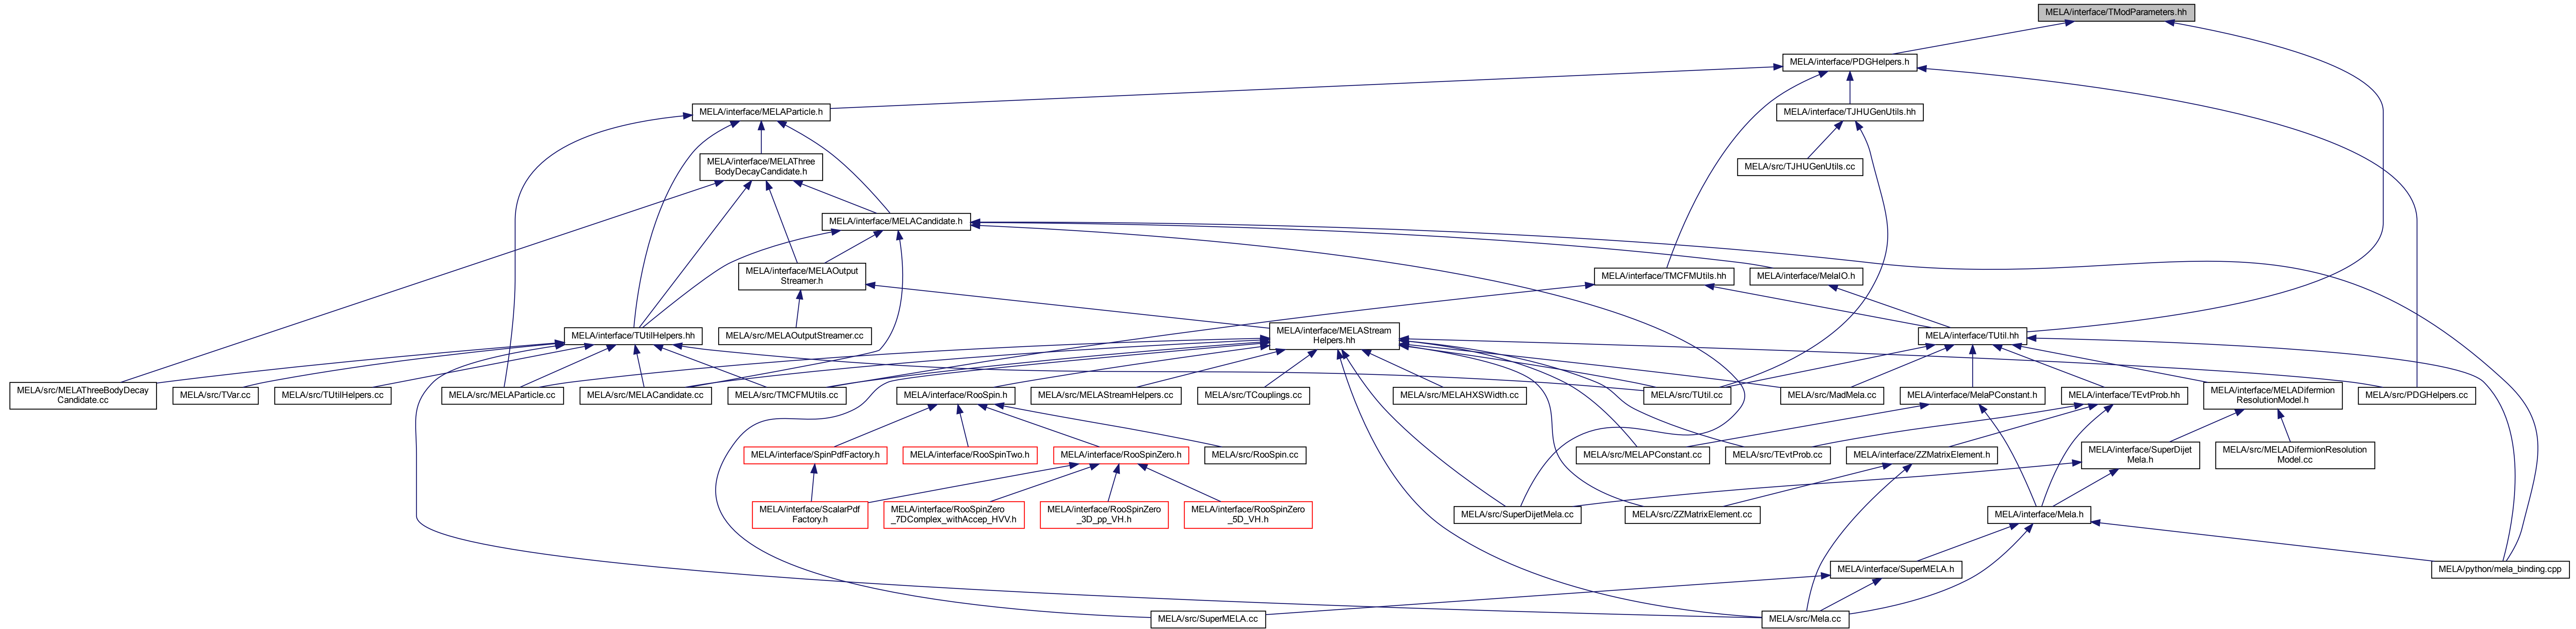 MELA/interface/TModParameters.hh
MELA/interface/PDGHelpers.h
MELA/interface/MELAParticle.h
MELA/interface/TJHUGenUtils.hh
MELA/interface/MELAThree
BodyDecayCandidate.h
MELA/src/TJHUGenUtils.cc
MELA/interface/MELACandidate.h
MELA/interface/MELAOutput
Streamer.h
MELA/interface/TMCFMUtils.hh
MELA/interface/MelaIO.h
MELA/interface/TUtilHelpers.hh
MELA/src/MELAOutputStreamer.cc
MELA/interface/MELAStream
Helpers.hh
MELA/interface/TUtil.hh
MELA/src/MELAThreeBodyDecay
Candidate.cc
MELA/src/TVar.cc
MELA/src/TUtilHelpers.cc
MELA/src/MELAParticle.cc
MELA/src/MELACandidate.cc
MELA/src/TMCFMUtils.cc
MELA/interface/RooSpin.h
MELA/src/MELAStreamHelpers.cc
MELA/src/TCouplings.cc
MELA/src/MELAHXSWidth.cc
MELA/src/TUtil.cc
MELA/src/MadMela.cc
MELA/interface/MelaPConstant.h
MELA/interface/TEvtProb.hh
MELA/interface/MELADifermion
ResolutionModel.h
MELA/src/PDGHelpers.cc
MELA/interface/SpinPdfFactory.h
MELA/interface/RooSpinTwo.h
MELA/interface/RooSpinZero.h
MELA/src/RooSpin.cc
MELA/src/MELAPConstant.cc
MELA/src/TEvtProb.cc
MELA/interface/ZZMatrixElement.h
MELA/interface/SuperDijet
Mela.h
MELA/src/MELADifermionResolution
Model.cc
MELA/interface/ScalarPdf
Factory.h
MELA/interface/RooSpinZero
_7DComplex_withAccep_HVV.h
MELA/interface/RooSpinZero
_3D_pp_VH.h
MELA/interface/RooSpinZero
_5D_VH.h
MELA/src/SuperDijetMela.cc
MELA/src/ZZMatrixElement.cc
MELA/interface/Mela.h
MELA/interface/SuperMELA.h
MELA/python/mela_binding.cpp
MELA/src/SuperMELA.cc
MELA/src/Mela.cc